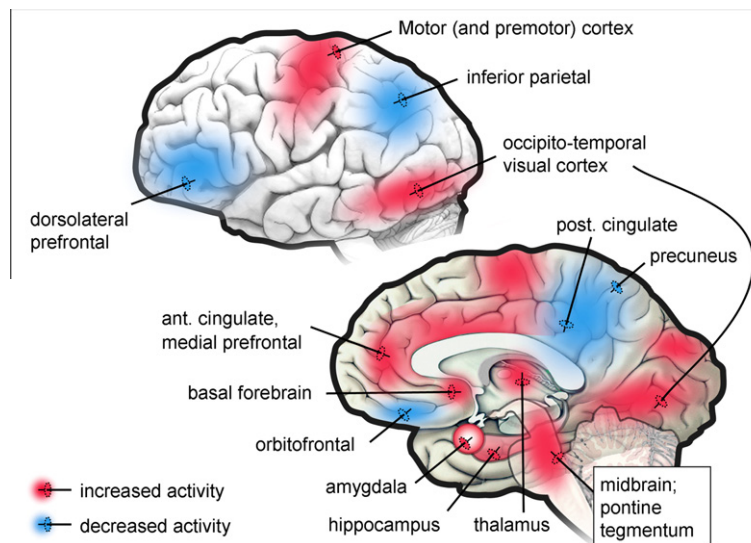 Motor (and premotor) cortex
inferior parietal
occipito-temporal
visual cortex
dorsolateral
prefrontal
post. cingulate
precuneus
ant. cingulate,
medial prefrontal
basal forebrain
orbitofrontal
amygdala
hippocampus
thalamus
midbrain;
pontine
tegmentum
increased activity
decreased activity